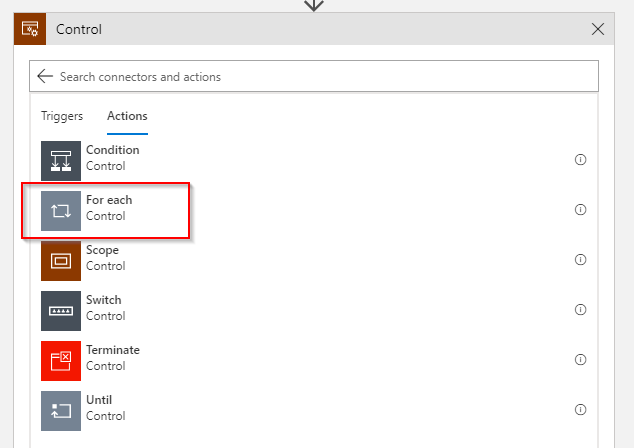 Control
Search connectors and actions
Triggers Actions
Condition
Control
For each
Control
Scope
Control
Switch
Control
Terminate
Control
Until
Control